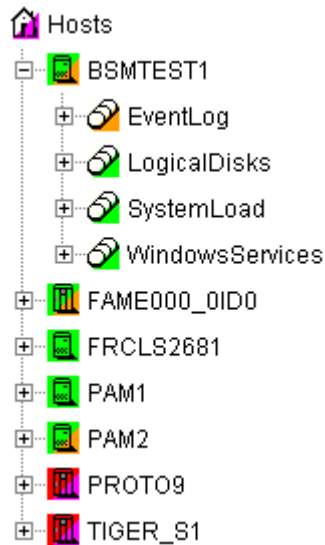 Hosts
BSMTEST1
EventLog
LogicalDisks
SystemLoad
WindowsServices
FAME000_0ID0
FRCLS2681
PAM1
PAM2
PROTO9
TIGER_S1